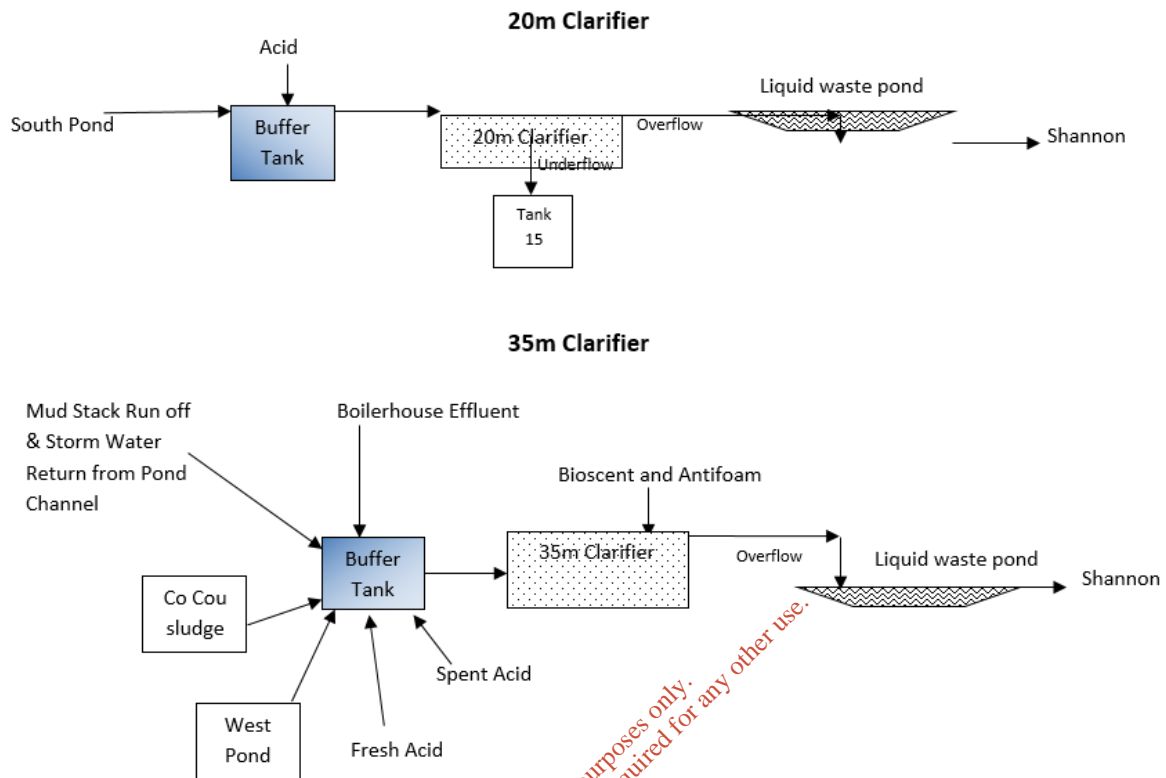 20m Clarifier
Acid
South Pond
Buffer
Tank
20m Clarifier
Overflow
Underflow
Liquid waste pond
Shannon
Tank
15
35m Clarifier
Mud Stack Run off
& Storm Water
Return from Pond
Channel
Boilerhouse Effluent
Bioscent and Antifoam
Buffer
Tank
35m Clarifier
Overflow
Liquid waste pond
Shannon
Co Cou
sludge
West
Pond
Fresh Acid
Spent Acid
urposes only.
quired for any other use.